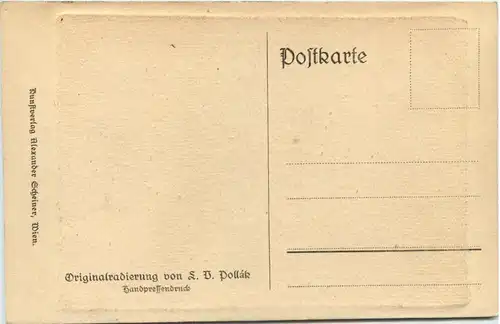 Postkarte
Kunstverlag Alexander Scheiner, Wien.
Originalradierung von L. V. Pollák
Handpressendruck